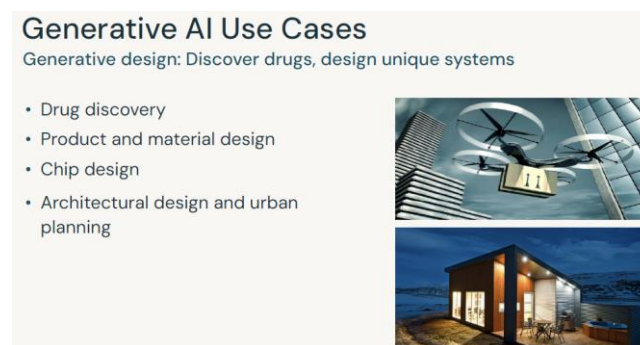 Generative AI Use Cases
Generative design: Discover drugs, design unique systems
• Drug discovery
• Product and material design
• Chip design
• Architectural design and urban
planning